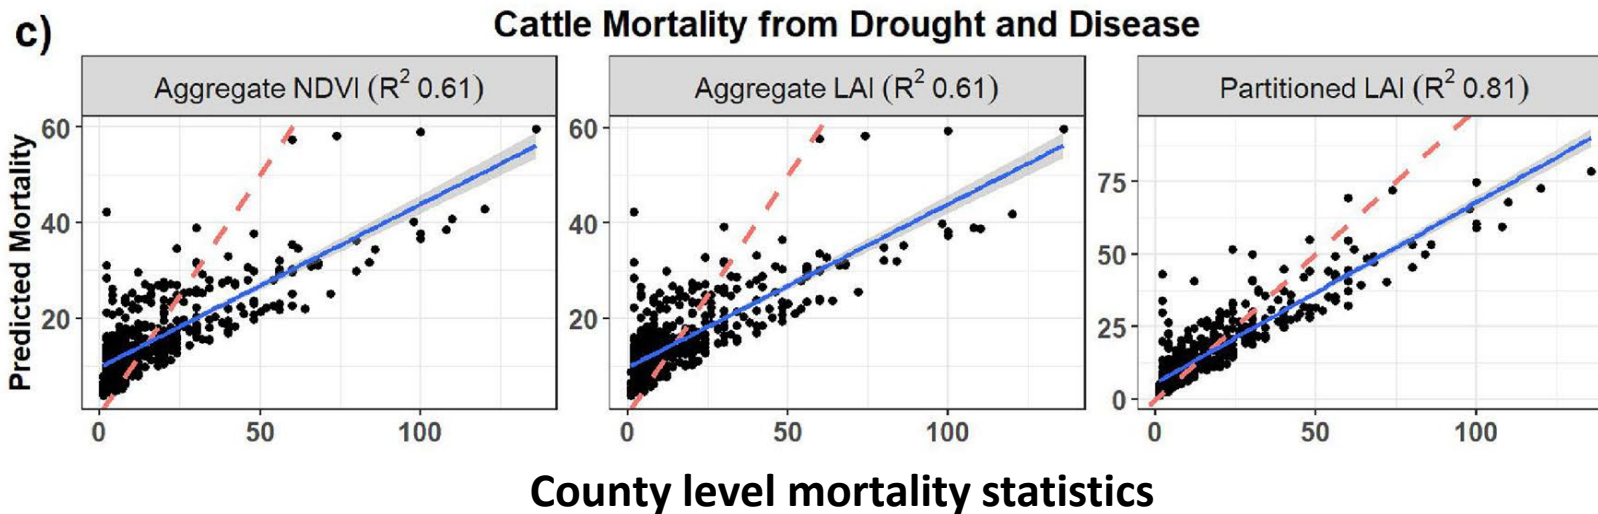 c)
Cattle Mortality from Drought and Disease
Aggregate NDVI (R² 0.61)
Aggregate LAI (R² 0.61)
Partitioned LAI (R² 0.81)
Predicted Mortality
60
40
20
0 50 100
60
40
20
0 50 100
75
50
25
0
0 50 100
County level mortality statistics